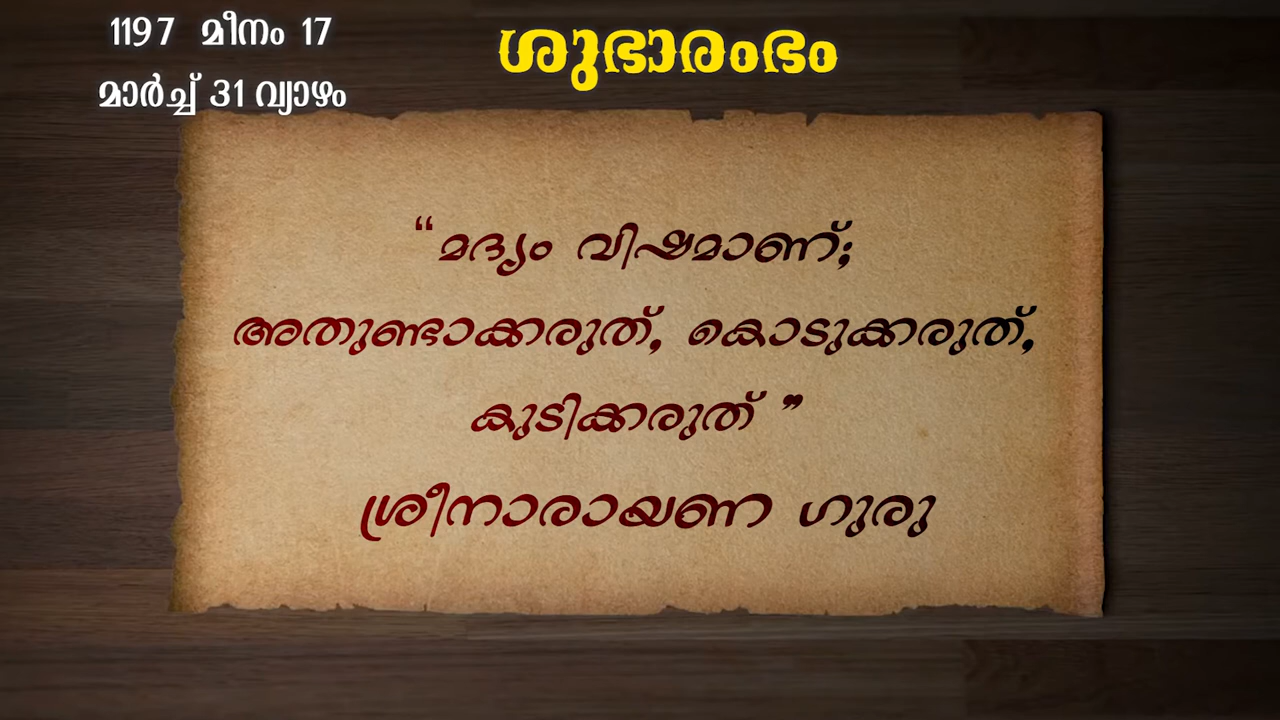 1197 മീനം 17
മാർച്ച് 31 വ്യാഴം
ശുഭാരംഭം
“മദ്യം വിഷമാണ്;
അതുണ്ടാക്കരുത്, കൊടുക്കരുത്,
കുടിക്കരുത് ”
ശ്രീനാരായണ ഗുരു